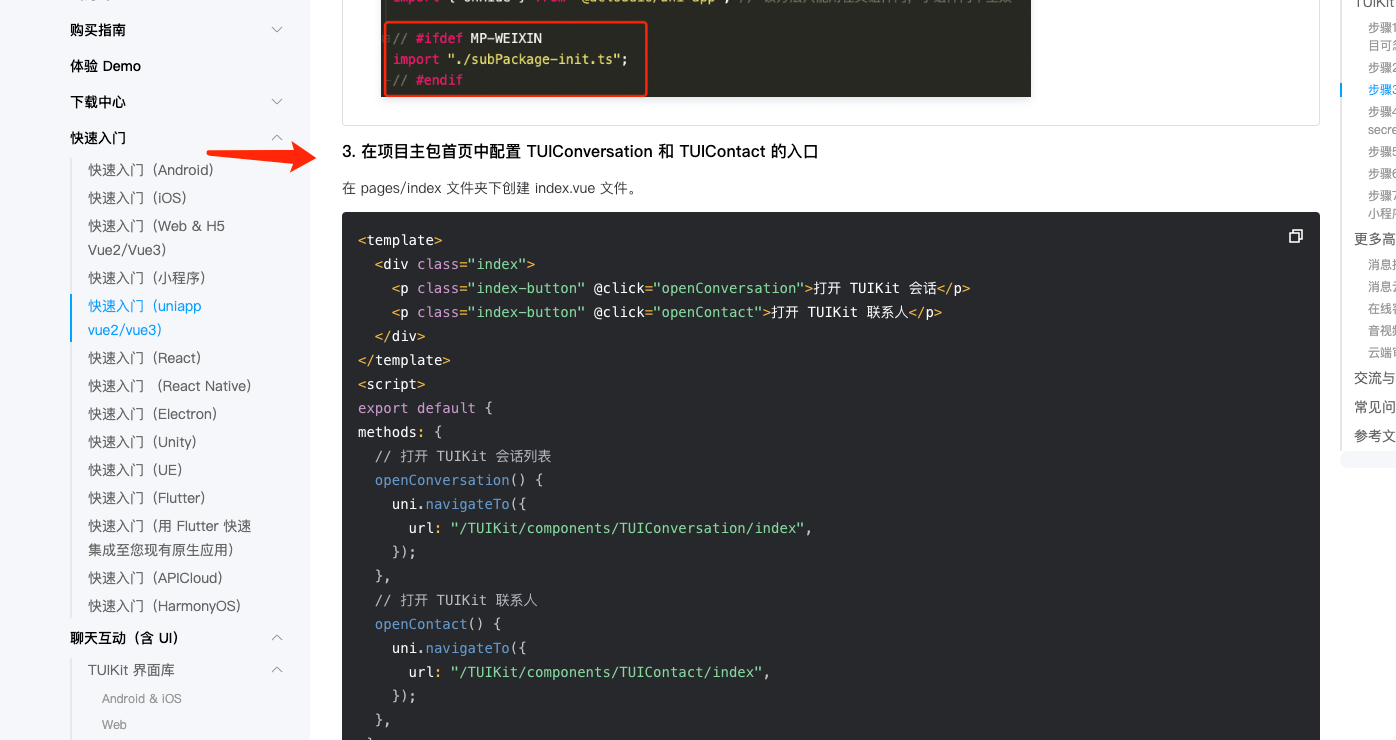 购买指南
体验 Demo
下载中心
快速入门
快速入门（Android）
快速入门（iOS）
快速入门（Web & H5
Vue2/Vue3）
快速入门（小程序）
快速入门（uniapp
vue2/vue3）
快速入门（React）
快速入门 （React Native）
快速入门（Electron）
快速入门（Unity）
快速入门（UE）
快速入门（Flutter）
快速入门（用 Flutter 快速
集成至您现有原生应用）
快速入门（APICloud）
快速入门（HarmonyOS）
聊天互动（含 UI）
TUIKit 界面库
Android & iOS
Web
// #ifdef MP-WEIXIN
import "./subPackage-init.ts";
// #endif
3. 在项目主包首页中配置 TUIConversation 和 TUIContact 的入口
在 pages/index 文件夹下创建 index.vue 文件。
<template>
  <div class="index">
    <p class="index-button" @click="openConversation">打开 TUIKit 会话</p>
    <p class="index-button" @click="openContact">打开 TUIKit 联系人</p>
  </div>
</template>
<script>
export default {
methods: {
  // 打开 TUIKit 会话列表
  openConversation() {
    uni.navigateTo({
      url: "/TUIKit/components/TUIConversation/index",
    });
  },
  // 打开 TUIKit 联系人
  openContact() {
    uni.navigateTo({
      url: "/TUIKit/components/TUIContact/index",
    });
  },
TUIKit
步骤1
目可忽
步骤2
步骤3
步骤4
secre
步骤5
步骤6
步骤7
小程序
更多高
消息推
消息云
在线客
音视频
云端审
交流与
常见问
参考文